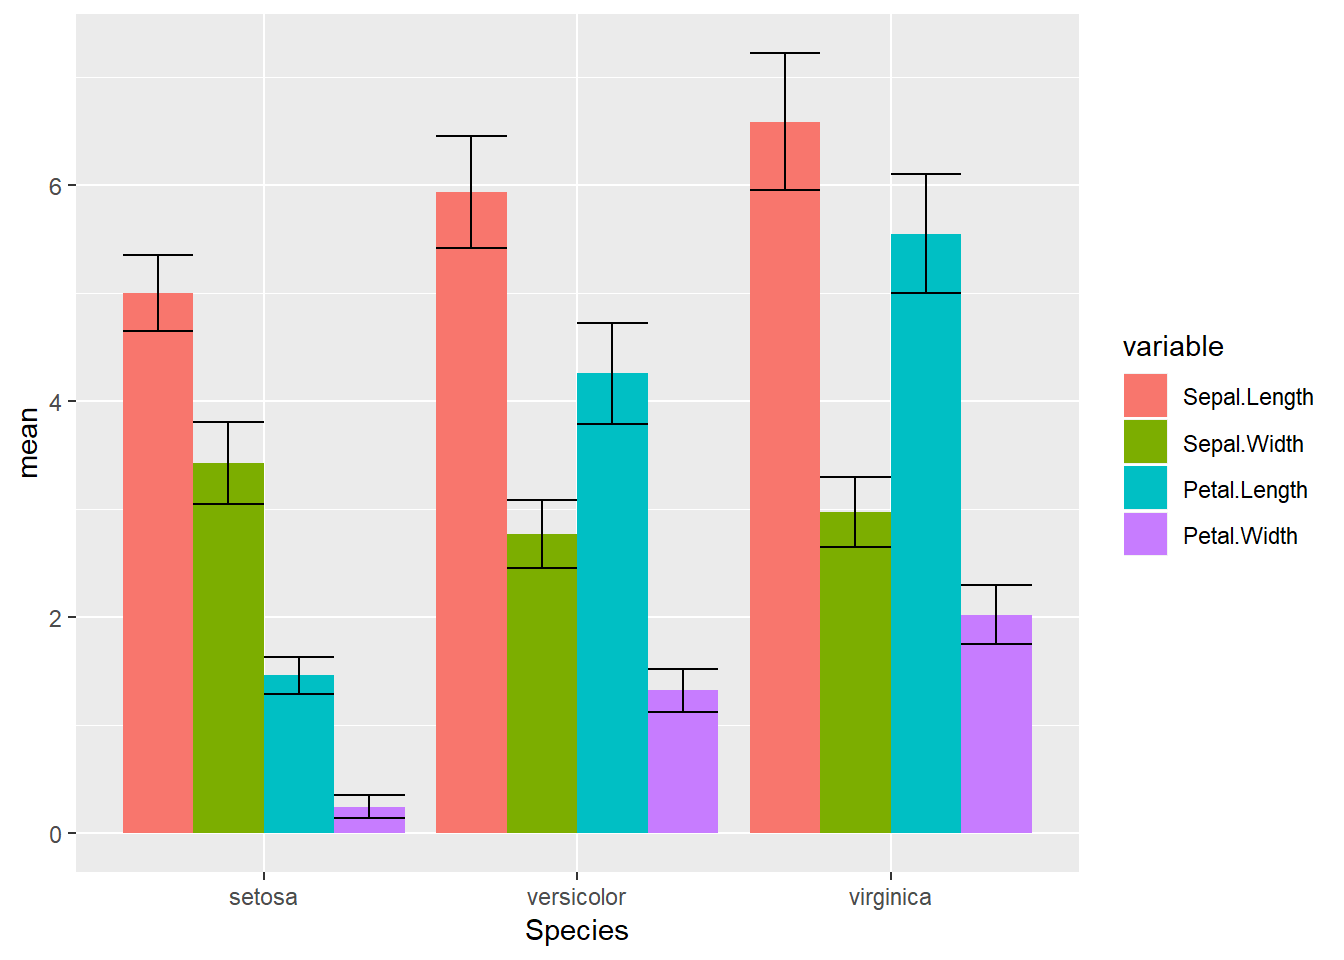 mean
6
4
2
0
setosa
versicolor
virginica
Species
variable
Sepal.Length
Sepal.Width
Petal.Length
Petal.Width